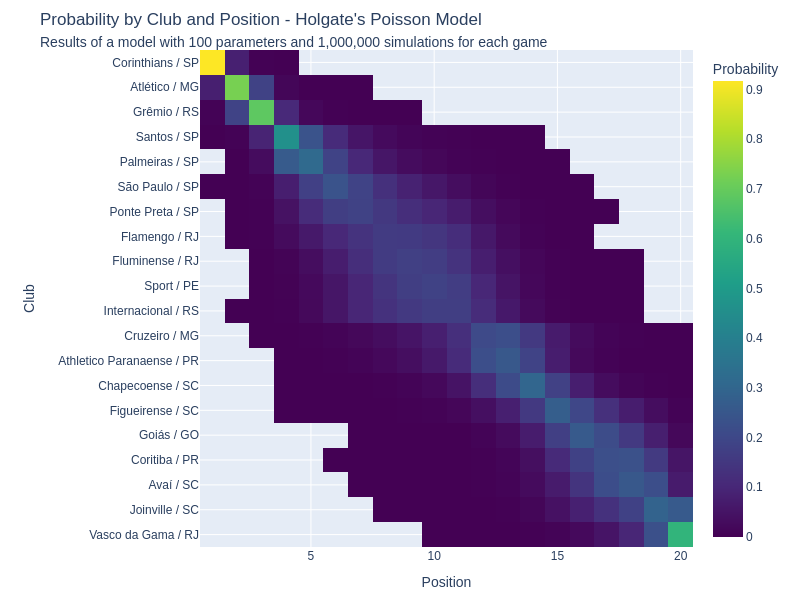 Probability by Club and Position - Holgate's Poisson Model
Results of a model with 100 parameters and 1,000,000 simulations for each game
Probability
Club
Corinthians / SP
Atlético / MG
Grêmio / RS
Santos / SP
Palmeiras / SP
São Paulo / SP
Ponte Preta / SP
Flamengo / RJ
Fluminense / RJ
Sport / PE
Internacional / RS
Cruzeiro / MG
Athletico Paranaense / PR
Chapecoense / SC
Figueirense / SC
Goiás / GO
Coritiba / PR
Avaí / SC
Joinville / SC
Vasco da Gama / RJ
0.9
0.8
0.7
0.6
0.5
0.4
0.3
0.2
0.1
0
5 10 15 20
Position